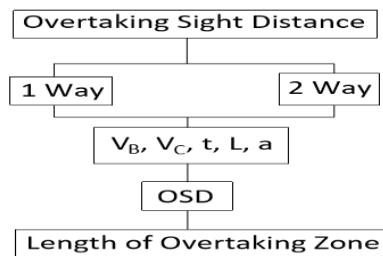 Overtaking Sight Distance
1 Way
2 Way
V_B, V_C, t, L, a
OSD
Length of Overtaking Zone